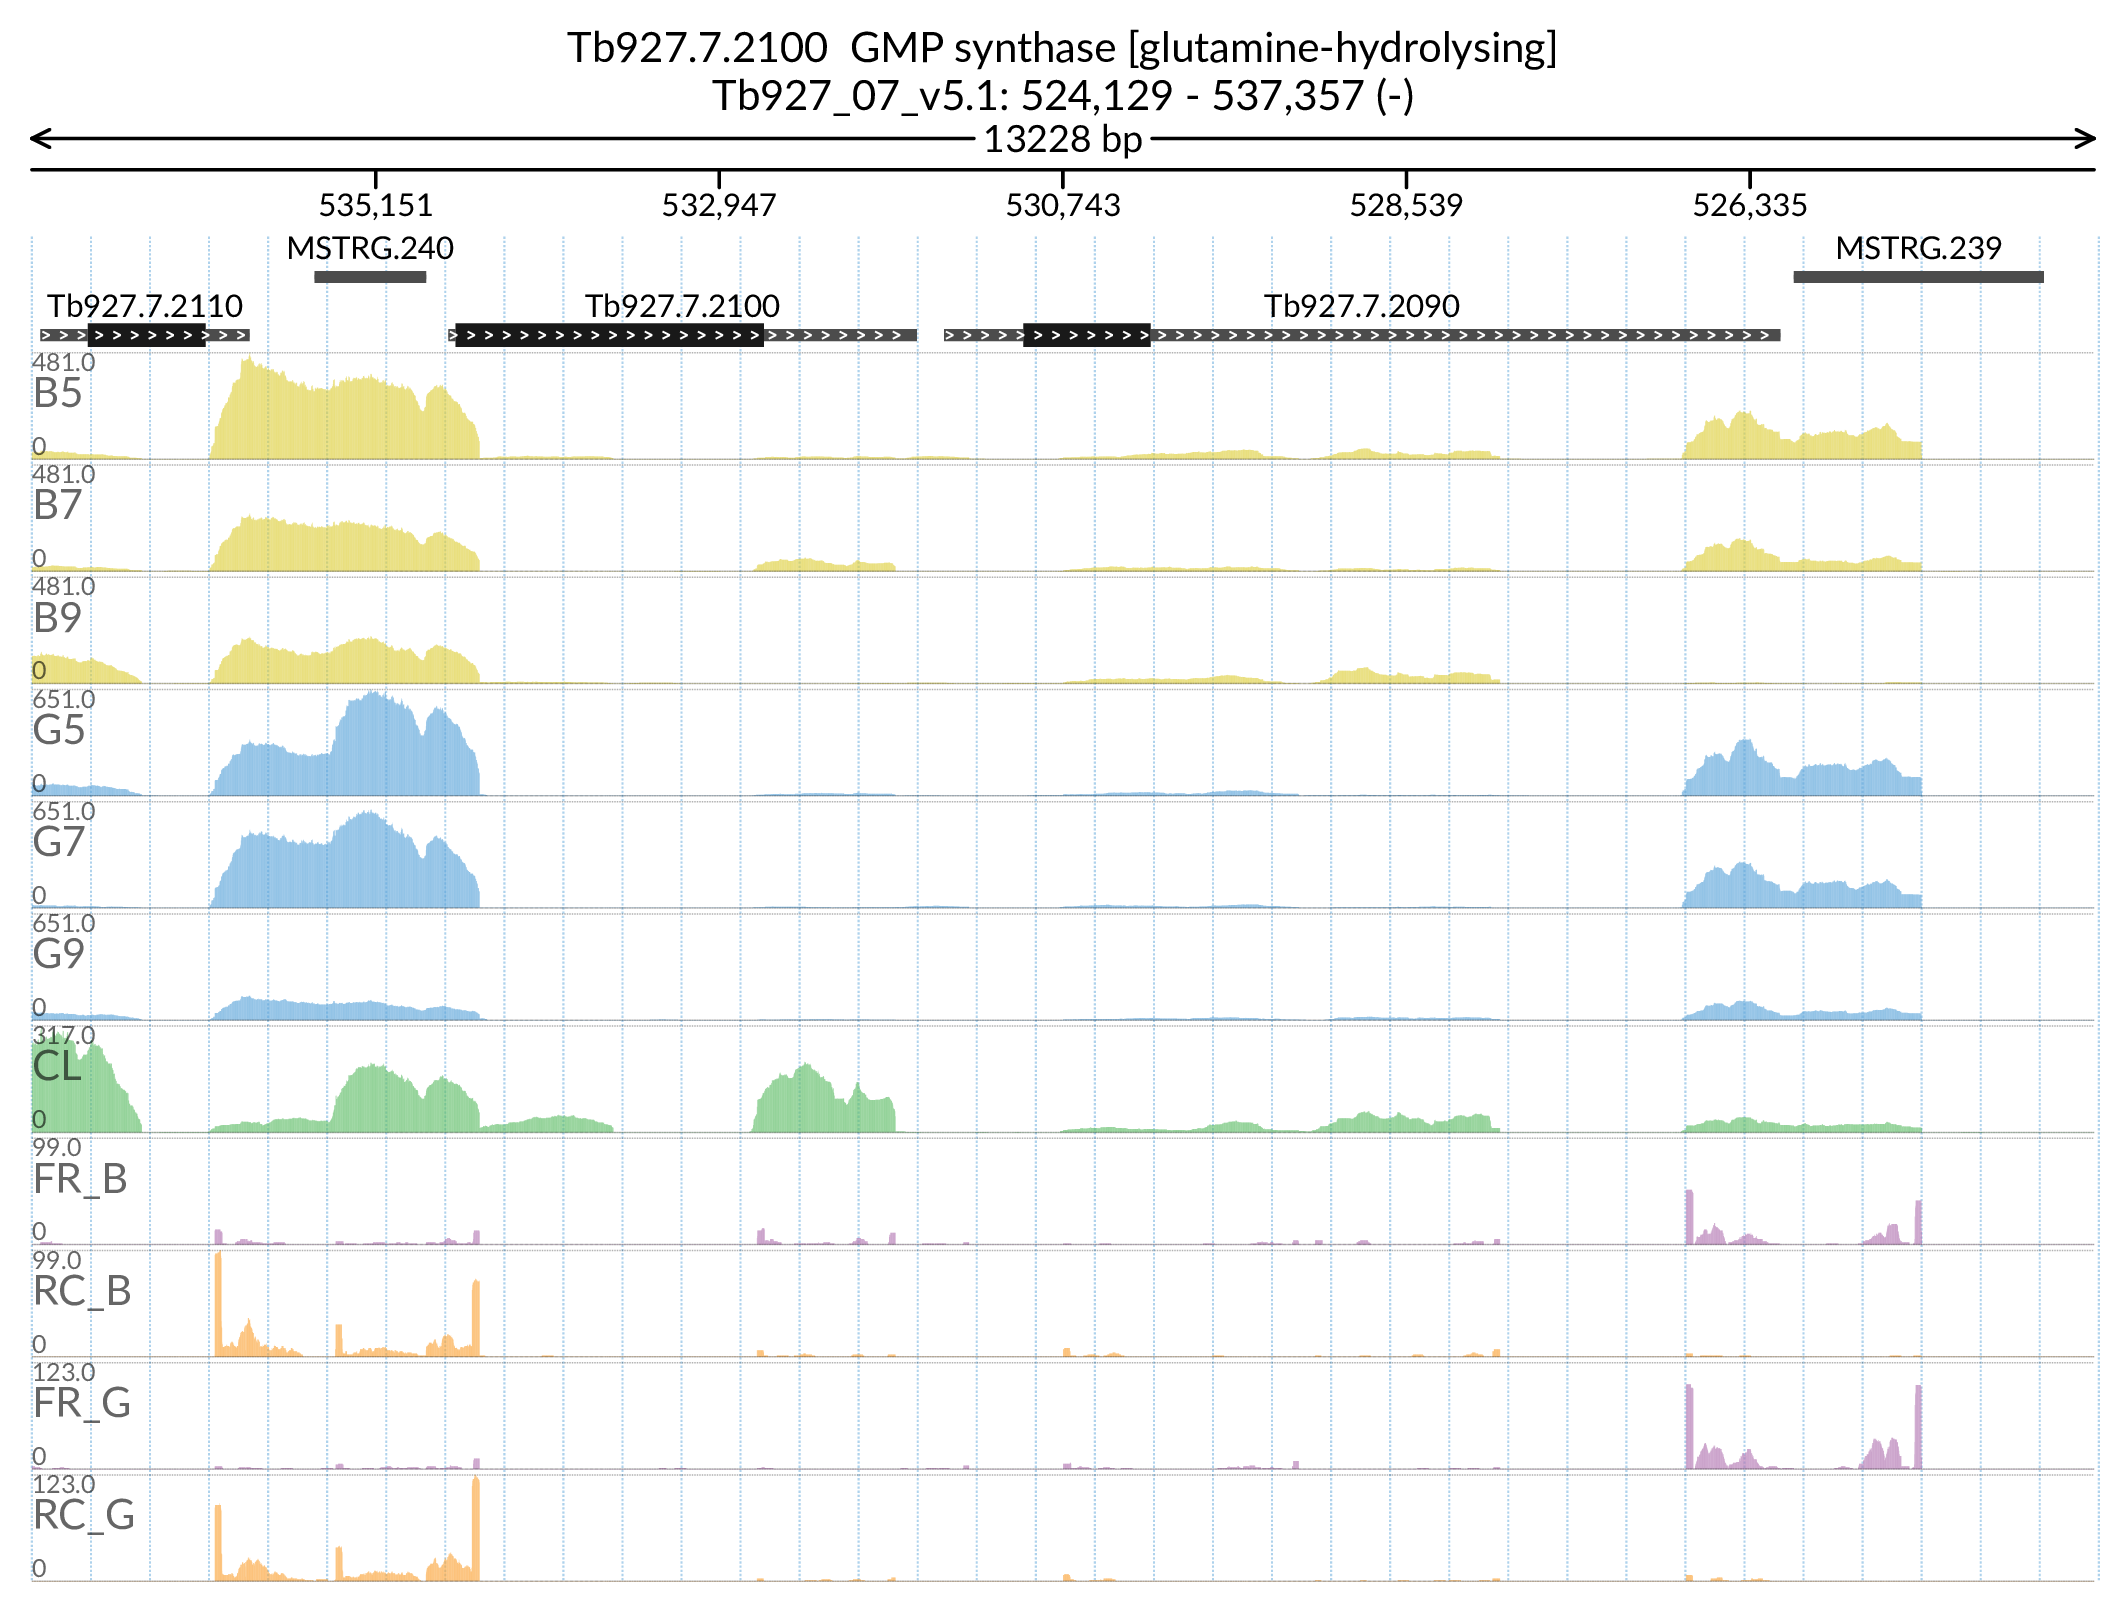 Tb927.7.2100  GMP synthase [glutamine-hydrolysing]
Tb927_07_v5.1: 524,129 - 537,357 (-)
13228 bp
535,151 532,947 530,743 528,539 526,335
MSTRG.240 MSTRG.239
Tb927.7.2110 Tb927.7.2100 Tb927.7.2090
481.0
B5
0
481.0
B7
0
481.0
B9
0
651.0
G5
0
651.0
G7
0
651.0
G9
0
317.0
CL
0
99.0
FR_B
0
99.0
RC_B
0
123.0
FR_G
0
123.0
RC_G
0